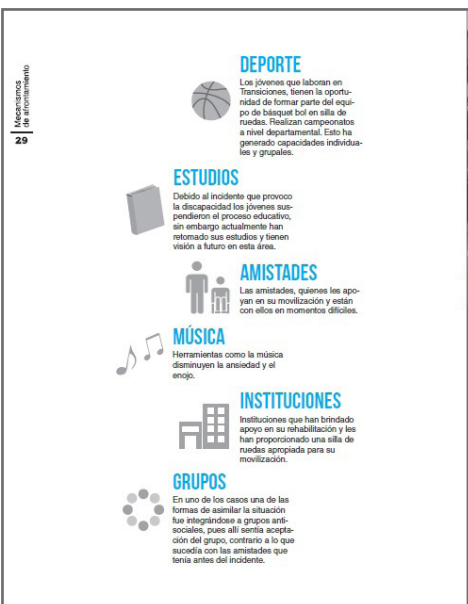 Mecanismos
de afrontamiento
29
DEPORTE
Los jóvenes que laboran en
Transiciones, tienen la oportu-
nidad de formar parte del equi-
po de básquet bol en silla de
ruedas. Realizan campeonatos
a nivel departamental. Esto ha
generado capacidades individua-
les y grupales.
ESTUDIOS
Debido al incidente que provoco
la discapacidad los jóvenes sus-
pendieron el proceso educativo,
sin embargo actualmente han
retomado sus estudios y tienen
visión a futuro en esta área.
AMISTADES
Las amistades, quienes les apo-
yan en su movilización y están
con ellos en momentos difíciles.
MÚSICA
Herramientas como la música
disminuyen la ansiedad y el
enojo.
INSTITUCIONES
Instituciones que han brindado
apoyo en su rehabilitación y les
han proporcionado una silla de
ruedas apropiada para su
movilización.
GRUPOS
En uno de los casos una de las
formas de asimilar la situación
fue integrándose a grupos anti-
sociales, pues allí sentía acepta-
ción del grupo, contrario a lo que
sucedía con las amistades que
tenía antes del incidente.